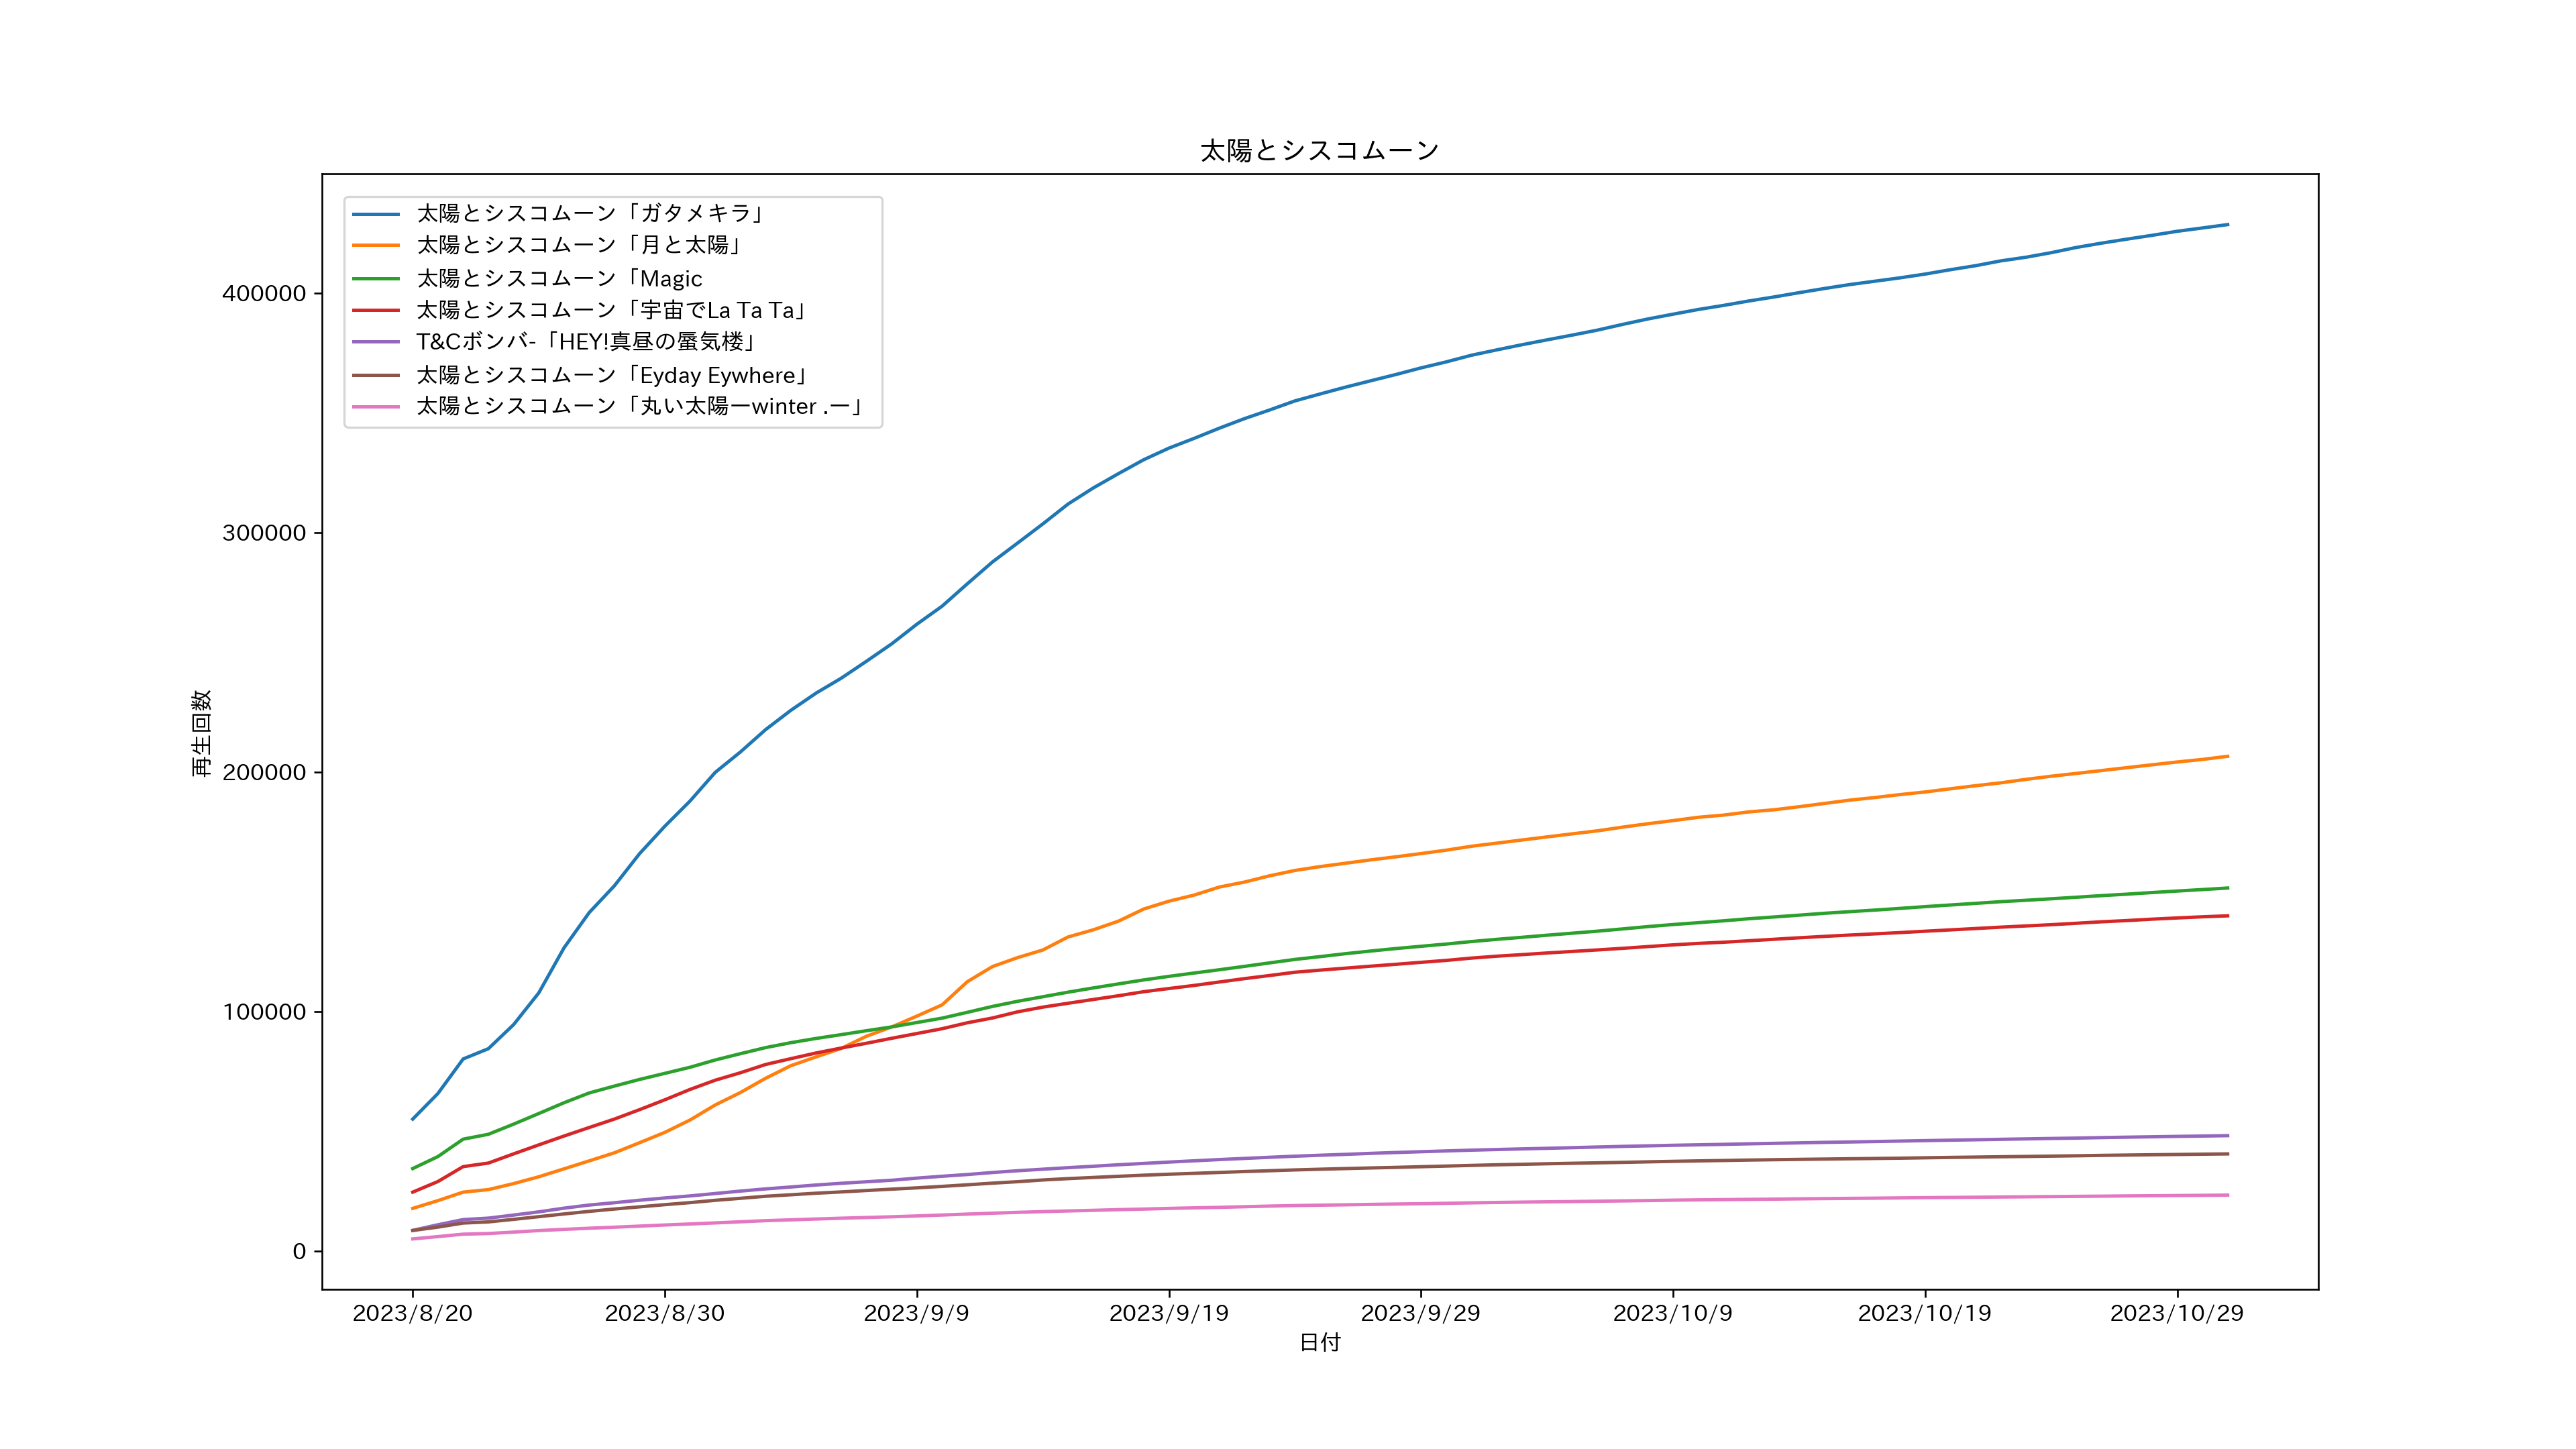 太陽とシスコムーン
太陽とシスコムーン「ガタメキラ」
太陽とシスコムーン「月と太陽」
太陽とシスコムーン「Magic
太陽とシスコムーン「宇宙でLa Ta Ta」
T&Cボンバ-「HEY!真昼の蜃気楼」
太陽とシスコムーン「Eyday Eywhere」
太陽とシスコムーン「丸い太陽ーwinter .ー」
400000
300000
200000
100000
0
再生回数
2023/8/20 2023/8/30 2023/9/9 2023/9/19 2023/9/29 2023/10/9 2023/10/19 2023/10/29
日付